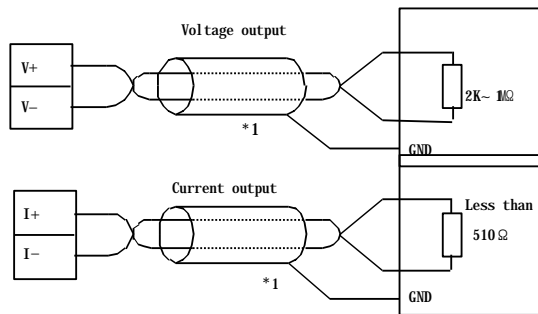 Voltage output
V+
V-
2K~ 1MΩ
*1
GND
Current output
I+
I-
Less than
510Ω
*1
GND